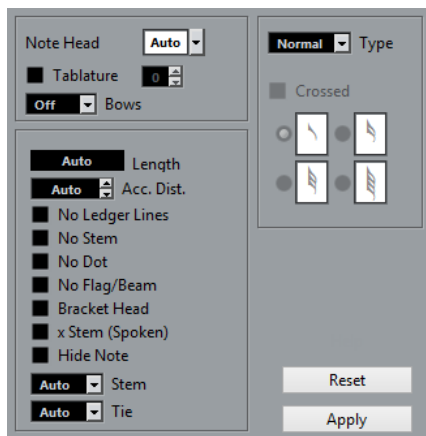 Note Head Auto
Tablature 0
Off Bows
Auto Length
Auto Acc. Dist.
No Ledger Lines
No Stem
No Dot
No Flag/Beam
Bracket Head
x Stem (Spoken)
Hide Note
Auto Stem
Auto Tie
Normal Type
Crossed
Reset
Apply